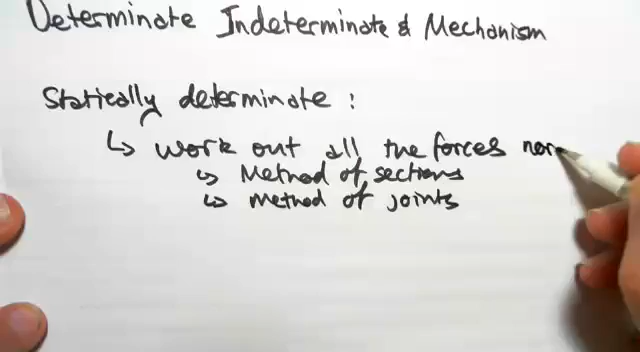 Determinate Indeterminate & Mechanism
Statically determinate :
↳ Work out all the forces
↳ Method of sections
↳ Method of joints